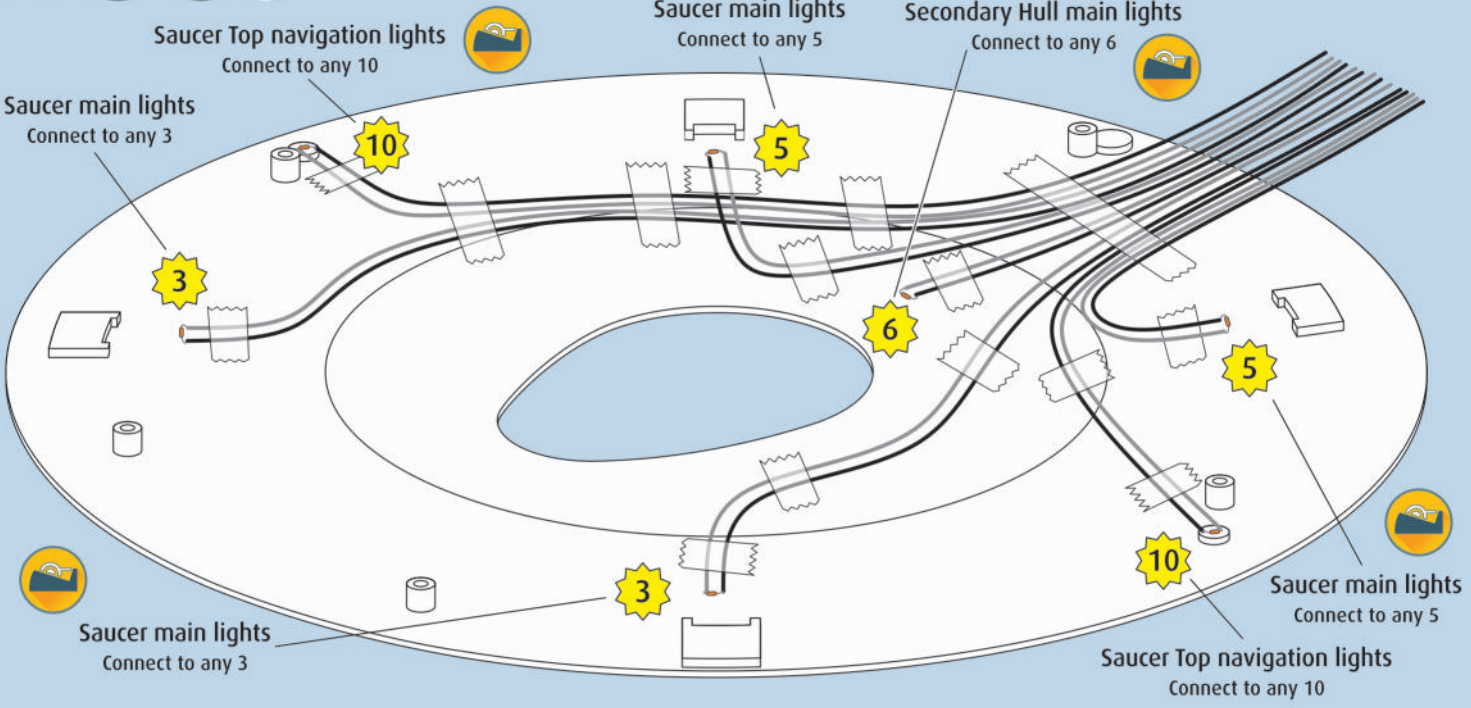 Saucer main lights
Connect to any 5
Secondary Hull main lights
Connect to any 6
Saucer Top navigation lights
Connect to any 10
Saucer main lights
Connect to any 3
10
5
3
6
5
10
3
Saucer main lights
Connect to any 5
Saucer main lights
Connect to any 3
Saucer Top navigation lights
Connect to any 10